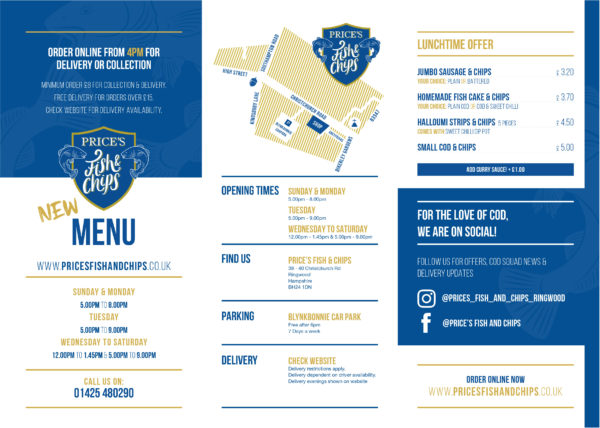 ORDER ONLINE FROM 4PM FOR
DELIVERY OR COLLECTION
MINIMUM ORDER £8 FOR COLLECTION & DELIVERY.
FREE DELIVERY FOR ORDERS OVER £15.
CHECK WEBSITE FOR DELIVERY AVAILABILITY.
PRICE'S
Fish &
Chips
NEW
MENU
WWW.PRICESFISHANDCHIPS.CO.UK
SUNDAY & MONDAY
5.00PM TO 8.00PM
TUESDAY
5.00PM TO 9.00PM
WEDNESDAY TO SATURDAY
12.00PM TO 1.45PM & 5.00PM TO 9.00PM
CALL US ON:
01425 480290
PRICE'S
Fish &
Chips
HIGH STREET
SOUTHAMPTON ROAD
KINGSBURY LANE
CHRISTCHURCH ROAD
SHOP
BICKERLEY GARDENS
OPENING TIMES
SUNDAY & MONDAY
5.00pm - 8.00pm
TUESDAY
5.00pm - 9.00pm
WEDNESDAY TO SATURDAY
12.00pm - 1.45pm & 5.00pm - 9.00pm
FIND US
PRICE'S FISH & CHIPS
38 - 40 Christchurch Rd
Ringwood
Hampshire
BH24 1DN
PARKING
BLYNKBONNIE CAR PARK
Free after 6pm
7 Days a week
DELIVERY
CHECK WEBSITE
Delivery restrictions apply.
Delivery dependent on driver availability.
Delivery evenings shown on website
LUNCHTIME OFFER
JUMBO SAUSAGE & CHIPS £ 3.20
YOUR CHOICE: PLAIN OR BATTERED
HOMEMADE FISH CAKE & CHIPS £ 3.70
YOUR CHOICE: PLAIN COD OR COD & SWEET CHILLI
HALLOUMI STRIPS & CHIPS 5 PIECES £ 4.50
COMES WITH SWEET CHILLI DIP POT
SMALL COD & CHIPS £ 5.00
ADD CURRY SAUCE! + £1.00
FOR THE LOVE OF COD,
WE ARE ON SOCIAL!
FOLLOW US FOR OFFERS, COD SQUAD NEWS &
DELIVERY UPDATES
@PRICES_FISH_AND_CHIPS_RINGWOOD
@PRICE'S FISH AND CHIPS
ORDER ONLINE NOW
WWW.PRICESFISHANDCHIPS.CO.UK